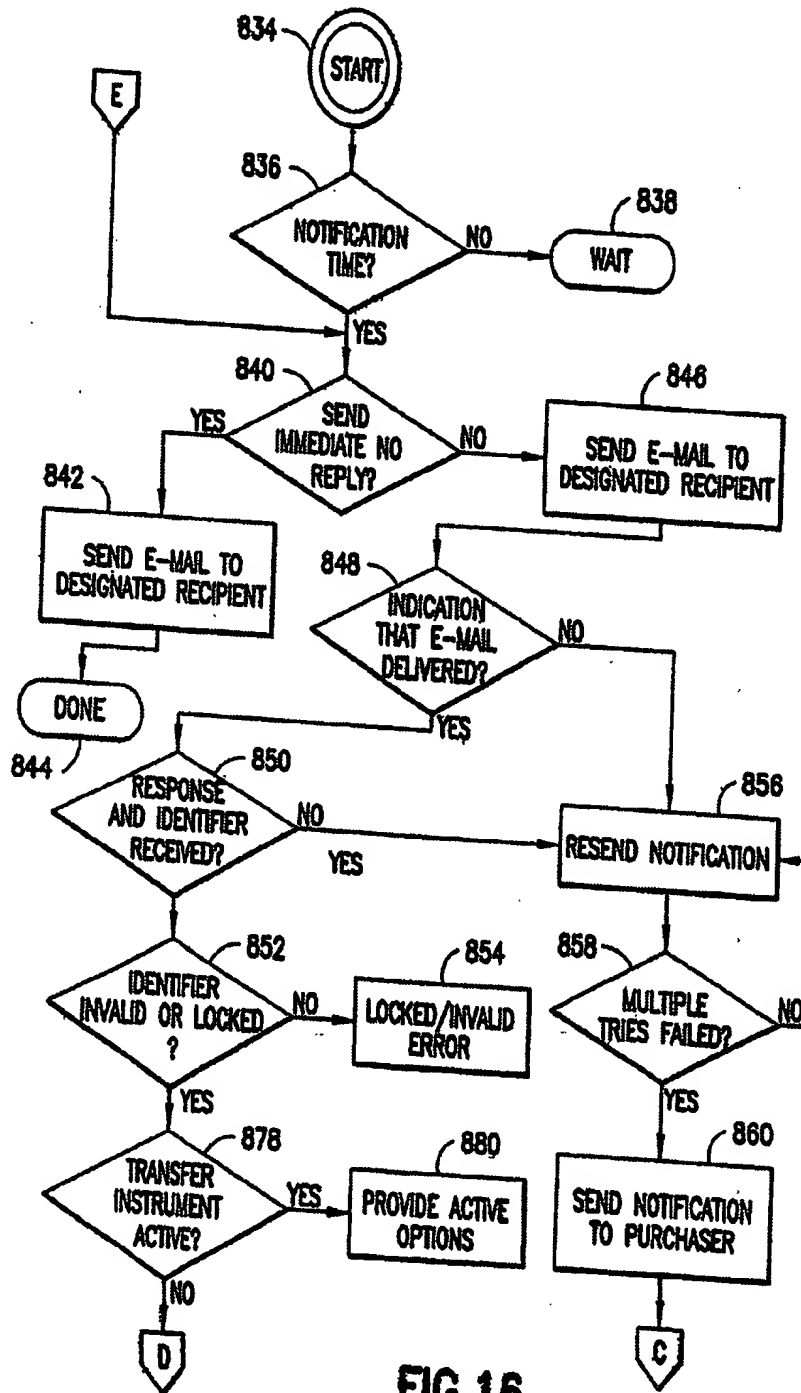 834
START
E
836
NOTIFICATION
TIME?
NO
838
WAIT
YES
840
SEND
IMMEDIATE NO
REPLY?
YES
NO
846
SEND E-MAIL TO
DESIGNATED RECIPIENT
842
SEND E-MAIL TO
DESIGNATED RECIPIENT
848
INDICATION
THAT E-MAIL
DELIVERED?
NO
YES
DONE
844
850
RESPONSE
AND IDENTIFIER
RECEIVED?
NO
YES
856
RESEND NOTIFICATION
852
IDENTIFIER
INVALID OR LOCKED
?
NO
854
LOCKED/INVALID
ERROR
858
MULTIPLE
TRIES FAILED?
NO
YES
YES
878
TRANSFER
INSTRUMENT
ACTIVE?
YES
880
PROVIDE ACTIVE
OPTIONS
860
SEND NOTIFICATION
TO PURCHASER
NO
D
C
FIG.16